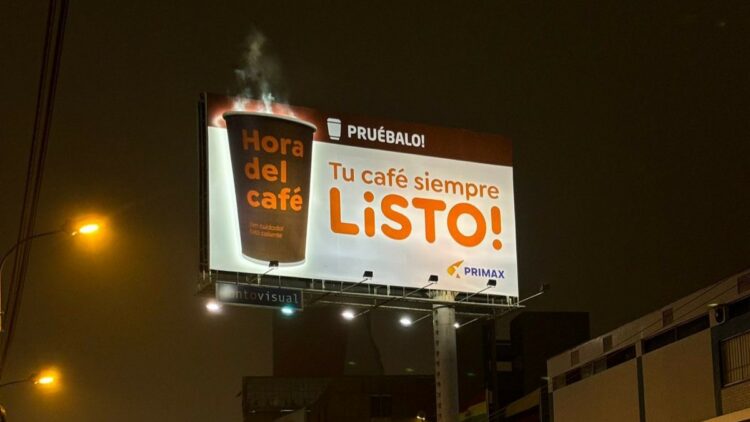 PRUÉBALO!
Hora
del
café
Tu café siempre
LiSTO!
PRIMAX